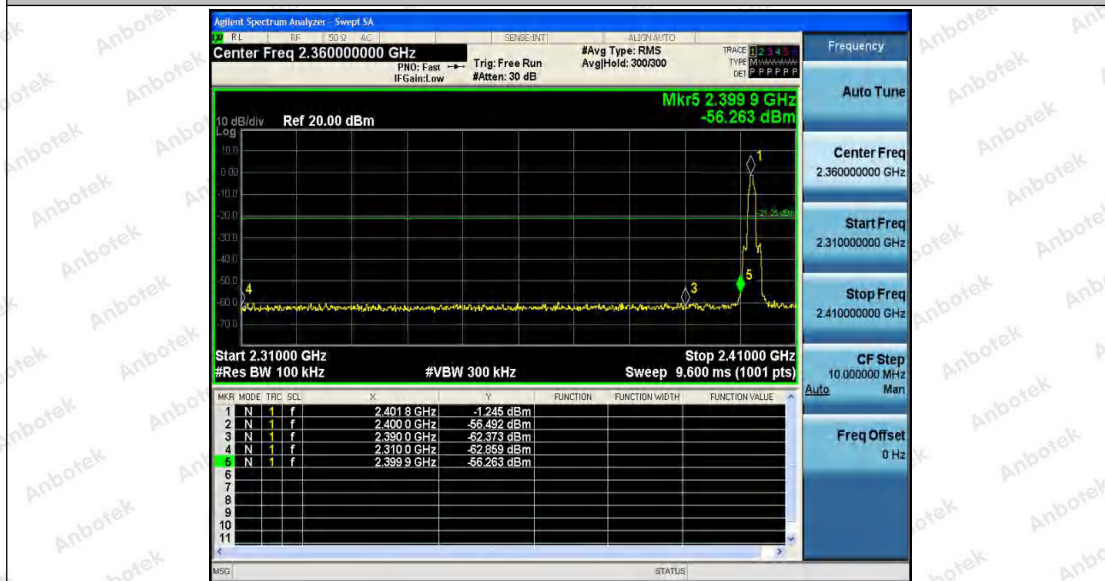 Agilent Spectrum Analyzer - Swept SA
RL RF 50 Ω AC SENSE:INT ALIGN AUTO
Center Freq 2.360000000 GHz
PNO: Fast
IFGain:Low
Trig: Free Run
#Atten: 30 dB
#Avg Type: RMS
Avg|Hold: 300/300
TRACE 1 2 3 4 5 6
TYPE M
DET P P P P P P
Mkr5 2.399 9 GHz
-56.263 dBm
10 dB/div Ref 20.00 dBm
Log
10.0
0.00
-10.0
-20.0
-30.0
-40.0
-50.0
-60.0
-70.0
1
-21.25 dBm
5
4
3
Start 2.31000 GHz Stop 2.41000 GHz
#Res BW 100 kHz #VBW 300 kHz Sweep 9.600 ms (1001 pts)
MKR MODE TRC SCL X Y FUNCTION FUNCTION WIDTH FUNCTION VALUE
1 N 1 f 2.401 8 GHz -1.245 dBm
2 N 1 f 2.400 0 GHz -56.492 dBm
3 N 1 f 2.390 0 GHz -62.373 dBm
4 N 1 f 2.310 0 GHz -62.859 dBm
5 N 1 f 2.399 9 GHz -56.263 dBm
6
7
8
9
10
11
MSG STATUS
Frequency
Auto Tune
Center Freq
2.360000000 GHz
Start Freq
2.310000000 GHz
Stop Freq
2.410000000 GHz
CF Step
10.000000 MHz
Auto Man
Freq Offset
0 Hz
Anbotek